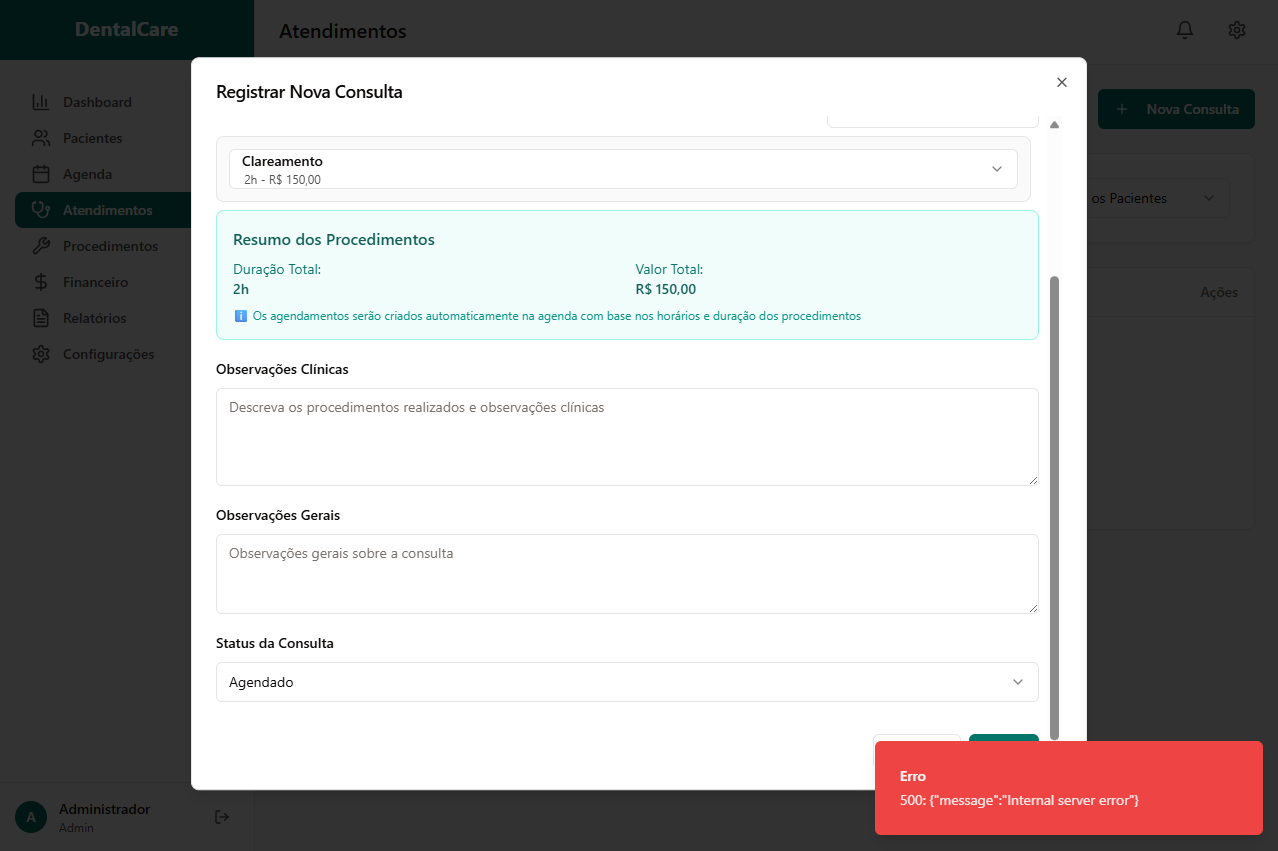 DentalCare
Atendimentos
Dashboard
Pacientes
Agenda
Atendimentos
Procedimentos
Financeiro
Relatórios
Configurações
A
Administrador
Admin
Nova Consulta
os Pacientes
Ações
Registrar Nova Consulta
Clareamento
2h - R$ 150,00
Resumo dos Procedimentos
Duração Total:
2h
Valor Total:
R$ 150,00
ℹ️ Os agendamentos serão criados automaticamente na agenda com base nos horários e duração dos procedimentos
Observações Clínicas
Descreva os procedimentos realizados e observações clínicas
Observações Gerais
Observações gerais sobre a consulta
Status da Consulta
Agendado
Erro
500: {"message":"Internal server error"}